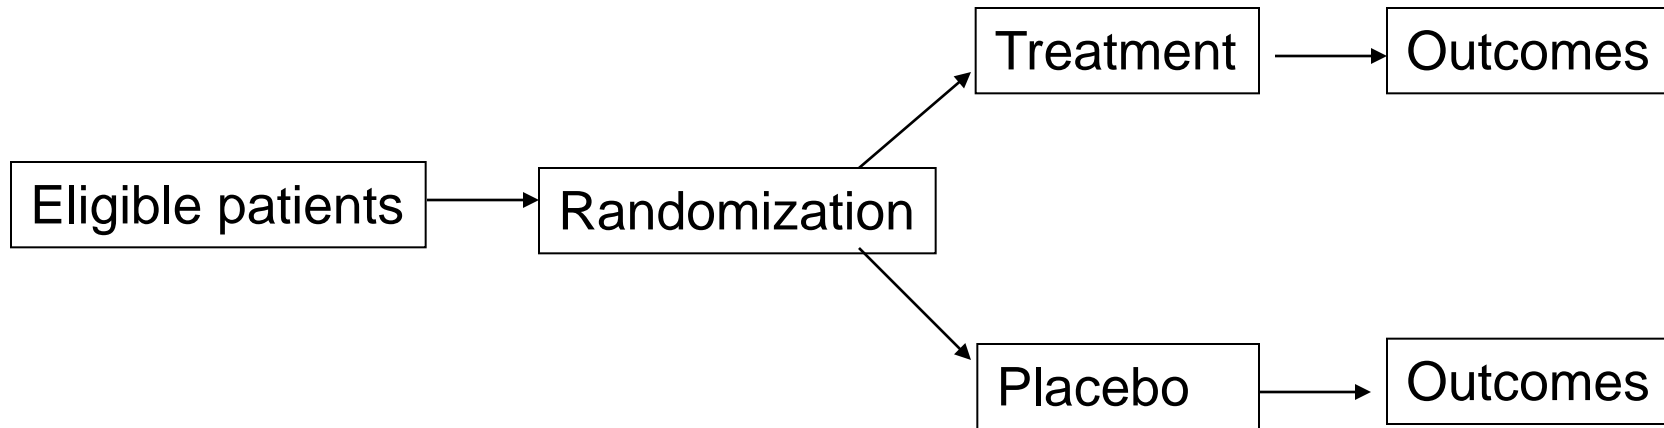 Treatment
Outcomes
Eligible patients
Randomization
Placebo
Outcomes